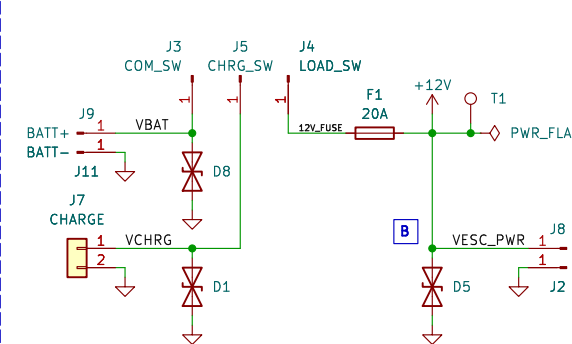 J3 J5 J4
COM_SW CHRG_SW LOAD_SW
1 1 1
F1
20A
+12V
T1
J9
BATT+ 1 VBAT
12V_FUSE
PWR_FLA
BATT- 1
J11
D8
J7
CHARGE
1 VCHRG
2
D1
B
VESC_PWR 1 J8
1 J2
D5